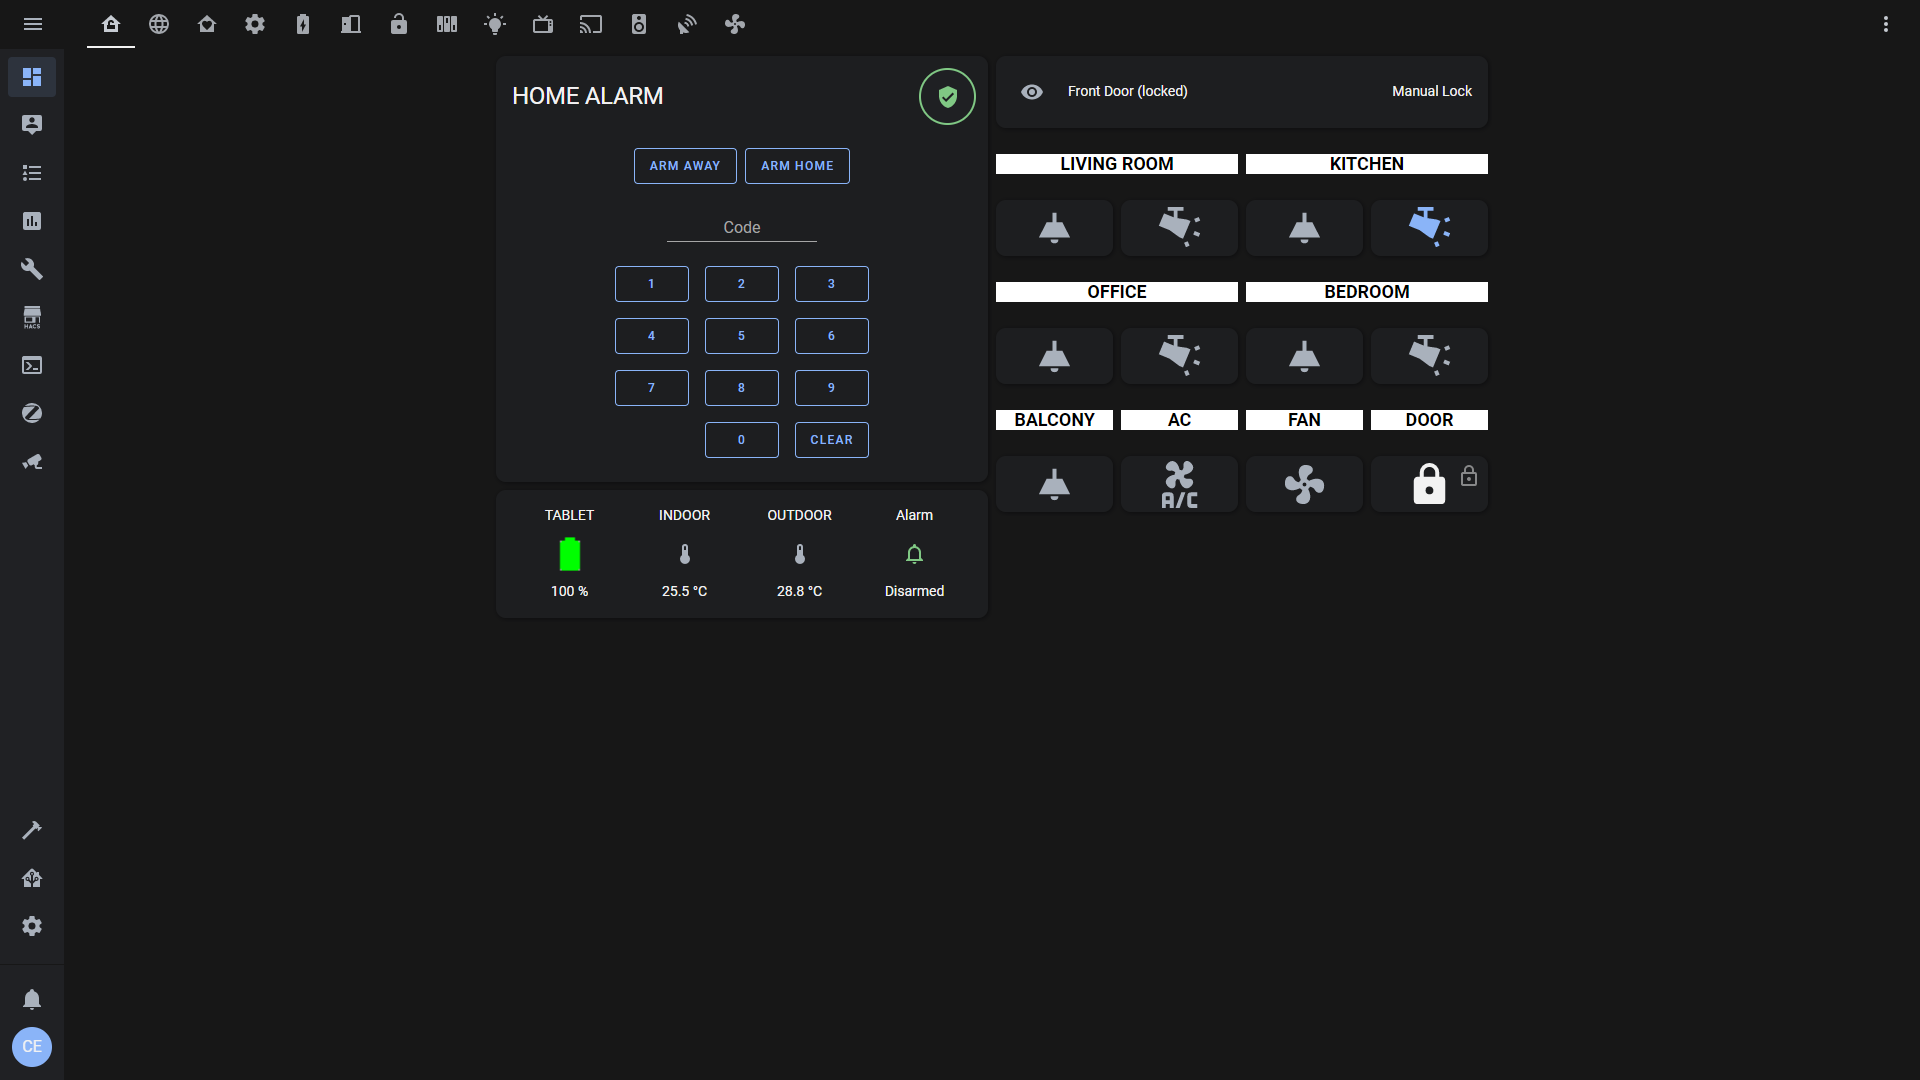 HOME ALARM
ARM AWAY ARM HOME
Code
1 2 3
4 5 6
7 8 9
0 CLEAR
TABLET INDOOR OUTDOOR Alarm
100 % 25.5 °C 28.8 °C Disarmed
Front Door (locked) Manual Lock
LIVING ROOM KITCHEN
OFFICE BEDROOM
BALCONY AC FAN DOOR
A/C
HACS
CE